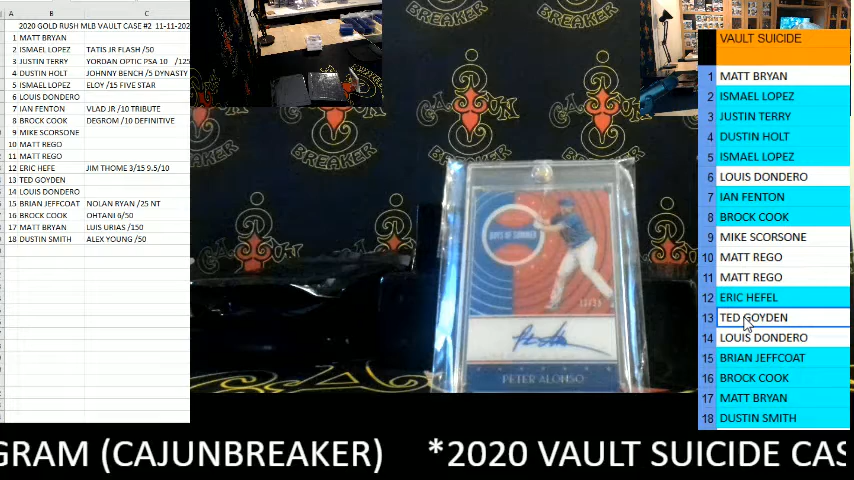 2020 GOLD RUSH MLB VAULT CASE #2 11-11-202
1 MATT BRYAN
2 ISMAEL LOPEZ TATIS JR FLASH /50
3 JUSTIN TERRY YORDAN OPTIC PSA 10 /125
4 DUSTIN HOLT JOHNNY BENCH /5 DYNASTY
5 ISMAEL LOPEZ ELOY /15 FIVE STAR
6 LOUIS DONDERO
7 IAN FENTON VLAD JR /10 TRIBUTE
8 BROCK COOK DEGROM /10 DEFINITIVE
9 MIKE SCORSONE
10 MATT REGO
11 MATT REGO
12 ERIC HEFE JIM THOME 3/15 9.5/10
13 TED GOYDEN
14 LOUIS DONDERO
15 BRIAN JEFFCOAT NOLAN RYAN /25 NT
16 BROCK COOK OHTANI 6/50
17 MATT BRYAN LUIS URIAS /150
18 DUSTIN SMITH ALEX YOUNG /50
CAJUN
BREAKER
BOYS OF SUMMER
PETER ALONSO
VAULT SUICIDE
1 MATT BRYAN
2 ISMAEL LOPEZ
3 JUSTIN TERRY
4 DUSTIN HOLT
5 ISMAEL LOPEZ
6 LOUIS DONDERO
7 IAN FENTON
8 BROCK COOK
9 MIKE SCORSONE
10 MATT REGO
11 MATT REGO
12 ERIC HEFEL
13 TED GOYDEN
14 LOUIS DONDERO
15 BRIAN JEFFCOAT
16 BROCK COOK
17 MATT BRYAN
18 DUSTIN SMITH
GRAM (CAJUNBREAKER) *2020 VAULT SUICIDE CAS